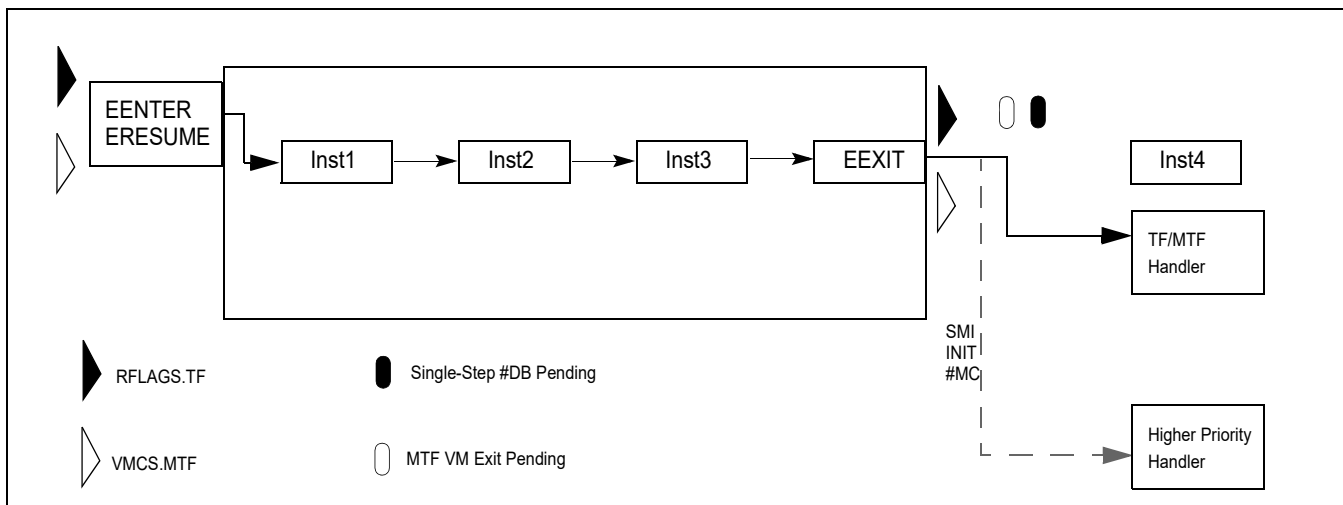 EENTER
ERESUME
Inst1
Inst2
Inst3
EEXIT
Inst4
TF/MTF
Handler
SMI
INIT
#MC
RFLAGS.TF
Single-Step #DB Pending
Higher Priority
Handler
VMCS.MTF
MTF VM Exit Pending